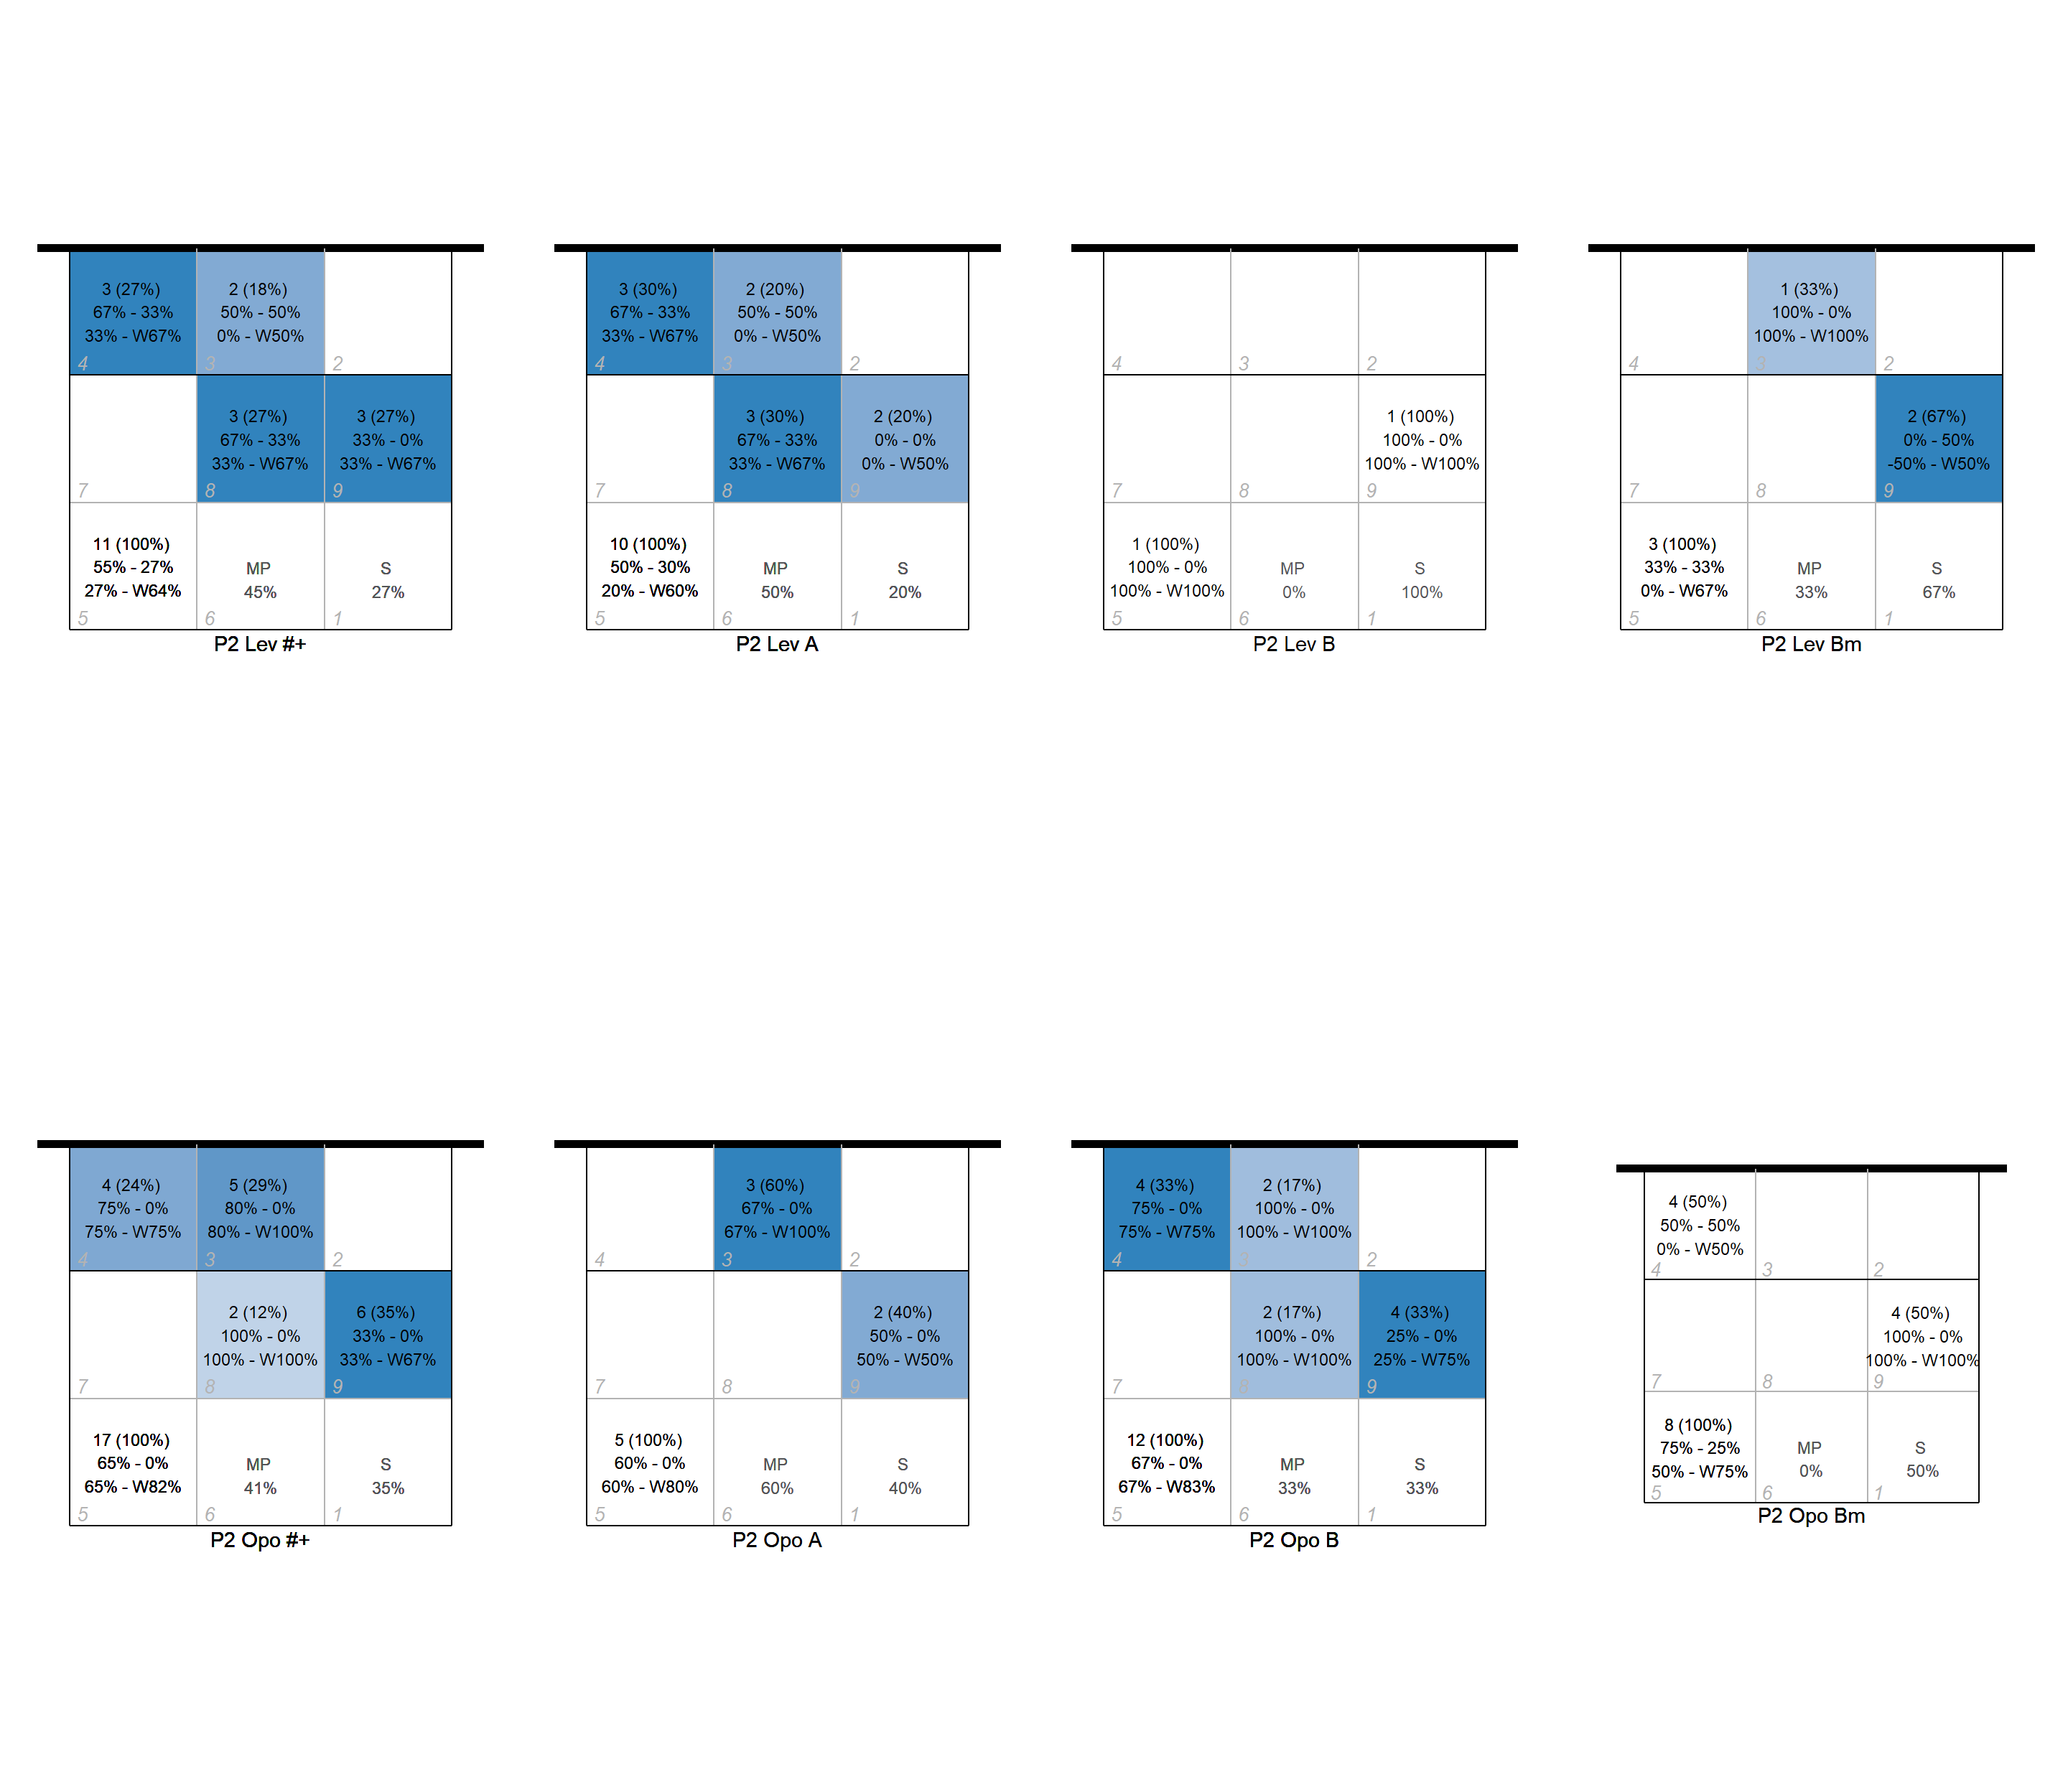 3 (27%)
67% - 33%
33% - W67%
4
2 (18%)
50% - 50%
0% - W50%
3
2
7
3 (27%)
67% - 33%
33% - W67%
8
3 (27%)
33% - 0%
33% - W67%
9
11 (100%)
55% - 27%
27% - W64%
5
MP
45%
6
S
27%
1
P2 Lev #+
3 (30%)
67% - 33%
33% - W67%
4
2 (20%)
50% - 50%
0% - W50%
3
2
7
3 (30%)
67% - 33%
33% - W67%
8
2 (20%)
0% - 0%
0% - W50%
9
10 (100%)
50% - 30%
20% - W60%
5
MP
50%
6
S
20%
1
P2 Lev A
4
3
2
7
8
1 (100%)
100% - 0%
100% - W100%
9
1 (100%)
100% - 0%
100% - W100%
5
MP
0%
6
S
100%
1
P2 Lev B
4
1 (33%)
100% - 0%
100% - W100%
3
2
7
8
2 (67%)
0% - 50%
-50% - W50%
9
3 (100%)
33% - 33%
0% - W67%
5
MP
33%
6
S
67%
1
P2 Lev Bm
4 (24%)
75% - 0%
75% - W75%
4
5 (29%)
80% - 0%
80% - W100%
3
2
7
2 (12%)
100% - 0%
100% - W100%
8
6 (35%)
33% - 0%
33% - W67%
9
17 (100%)
65% - 0%
65% - W82%
5
MP
41%
6
S
35%
1
P2 Opo #+
4
3 (60%)
67% - 0%
67% - W100%
3
2
7
8
2 (40%)
50% - 0%
50% - W50%
9
5 (100%)
60% - 0%
60% - W80%
5
MP
60%
6
S
40%
1
P2 Opo A
4 (33%)
75% - 0%
75% - W75%
4
2 (17%)
100% - 0%
100% - W100%
3
2
7
2 (17%)
100% - 0%
100% - W100%
8
4 (33%)
25% - 0%
25% - W75%
9
12 (100%)
67% - 0%
67% - W83%
5
MP
33%
6
S
33%
1
P2 Opo B
4 (50%)
50% - 50%
0% - W50%
4
3
2
7
8
4 (50%)
100% - 0%
100% - W100%
9
8 (100%)
75% - 25%
50% - W75%
5
MP
0%
6
S
50%
1
P2 Opo Bm